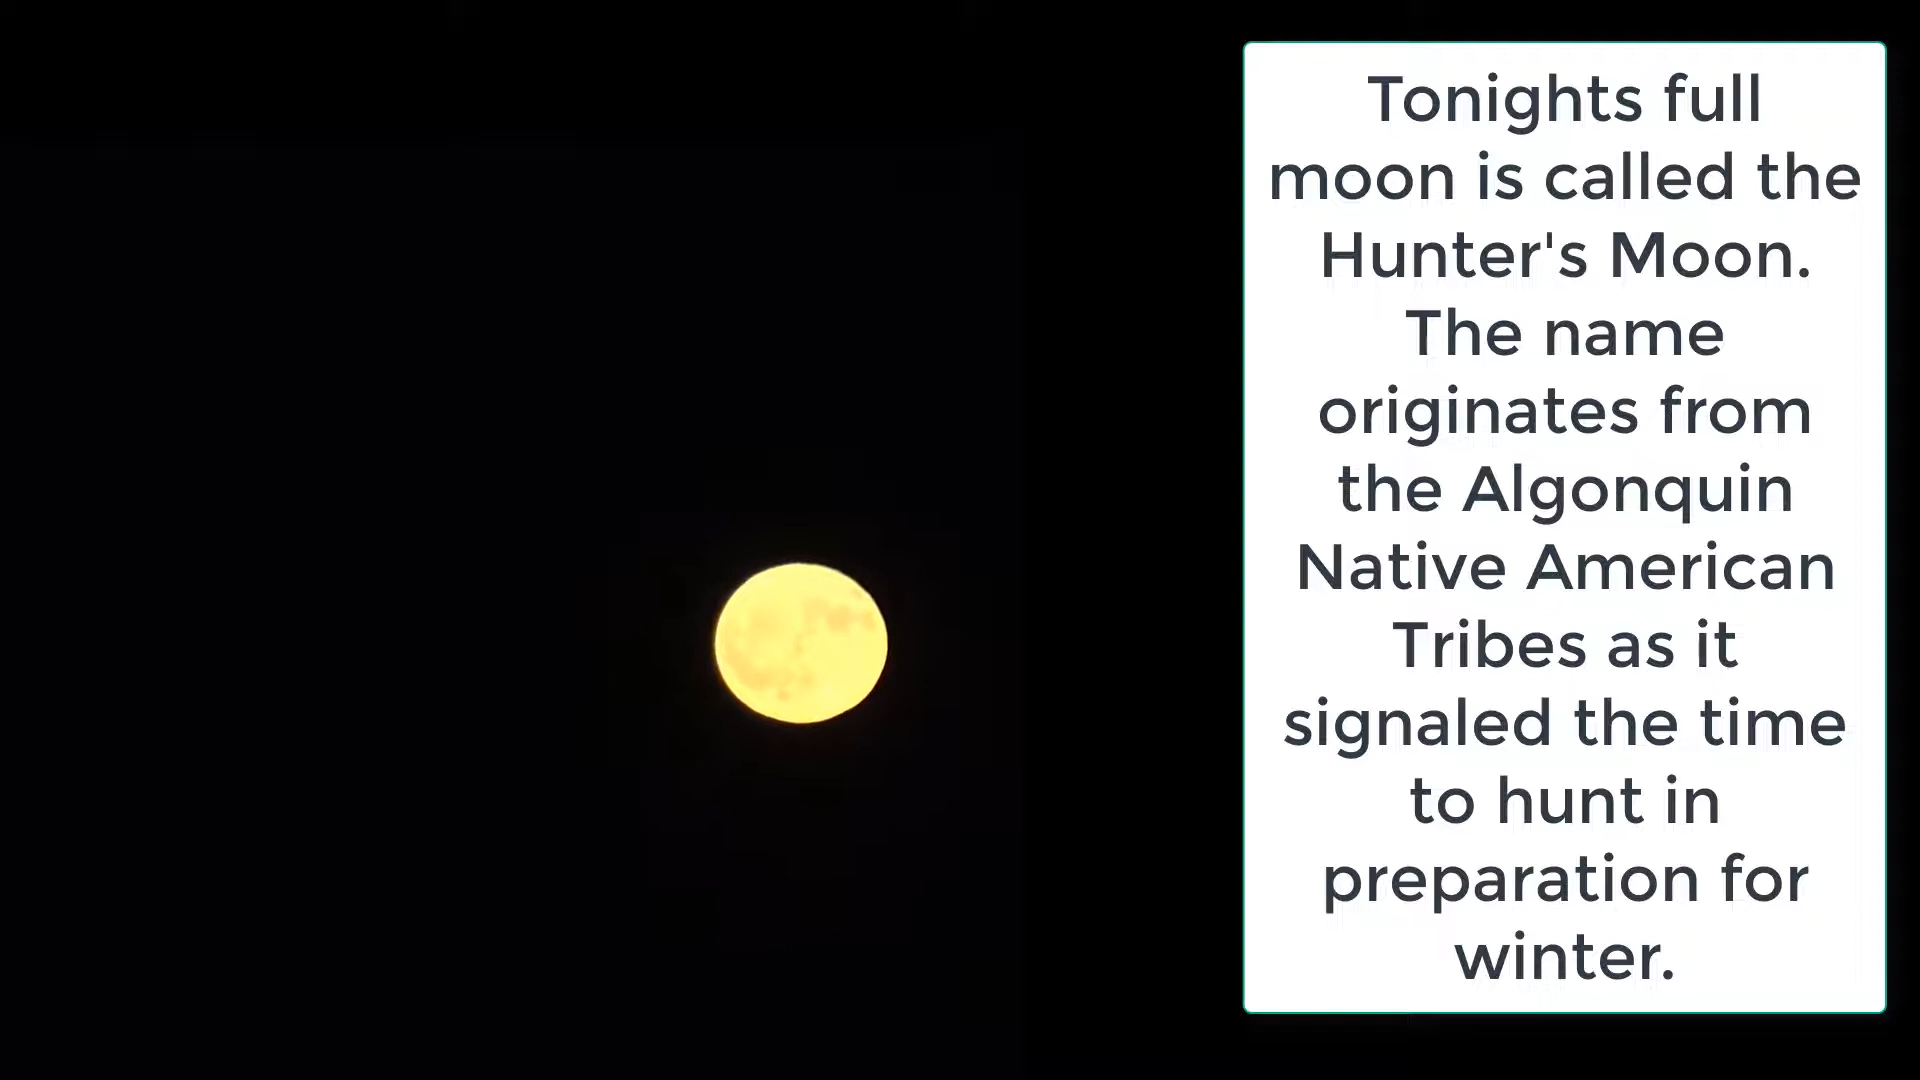 Tonights full
moon is called the
Hunter's Moon.
The name
originates from
the Algonquin
Native American
Tribes as it
signaled the time
to hunt in
preparation for
winter.